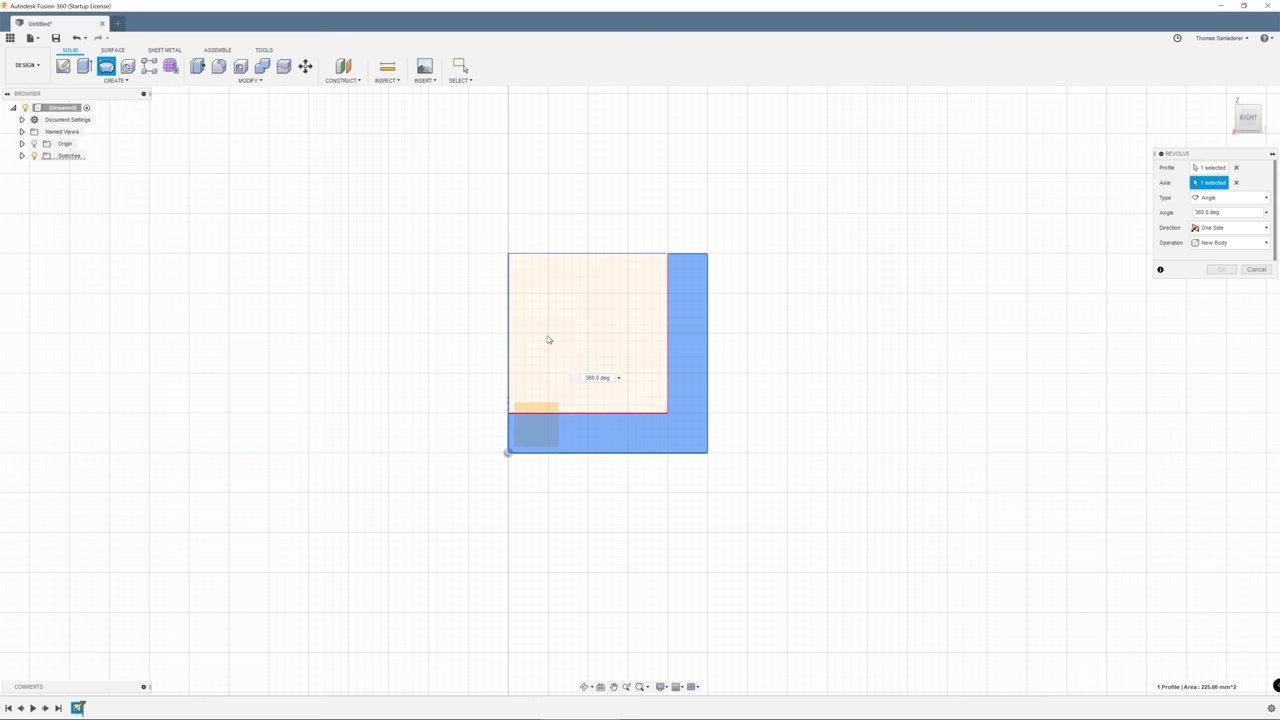 Autodesk Fusion 360 (Startup License)
Untitled*
Thomas Sanladerer
SOLID SURFACE SHEET METAL ASSEMBLE TOOLS
DESIGN
CREATE MODIFY CONSTRUCT INSPECT INSERT SELECT
BROWSER
(Unsaved)
Document Settings
Named Views
Origin
Sketches
Z
RIGHT
REVOLVE
Profile 1 selected
Axis 1 selected
Type Angle
Angle 360.0 deg
Direction One Side
Operation New Body
OK Cancel
360.0 deg
COMMENTS
1 Profile | Area : 225.00 mm^2